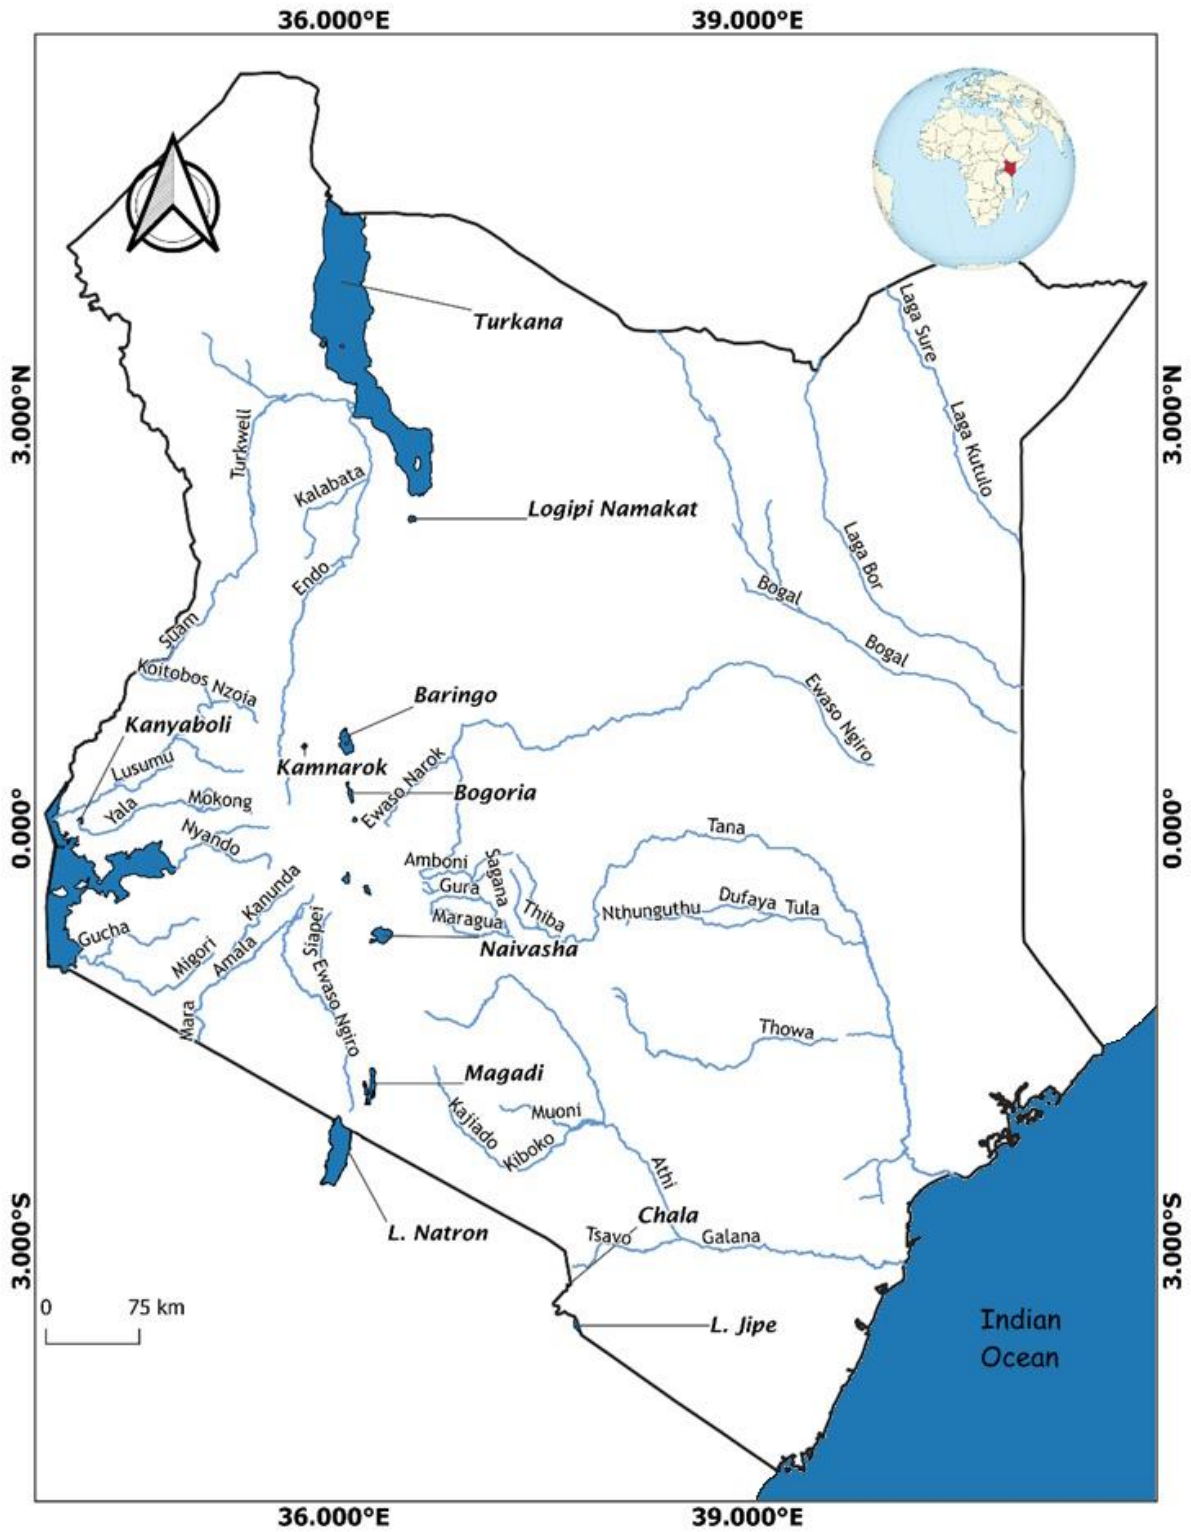 36.000°E 39.000°E
Laga Sure
Turkana
3.000°N
3.000°N
Turkwell
Laga Kutulo
Kalabata
Logipi Namakat
Laga Bor
Endo
Bogal
Suam
Bogal
Koitobos Nzoia
Baringo
Ewaso Ngiro
Kanyaboli
Lusumu
Kamnarok
Ewaso Narok
Bogoria
Yala
Mokong
0.000°
0.000°
Nyando
Tana
Amboni
Sagana
Gura
Kanunda
Dufaya Tula
Nthunguthu
Maragua
Thiba
Siapei
Gucha
Naivasha
Migori
Amala
Ewaso Ngiro
Mara
Thowa
Magadi
Kajiado
Muoni
Kiboko
Athi
3.000°S
3.000°S
Chala
L. Natron
Tsavo
Galana
0 75 km
L. Jipe
Indian
Ocean
36.000°E 39.000°E